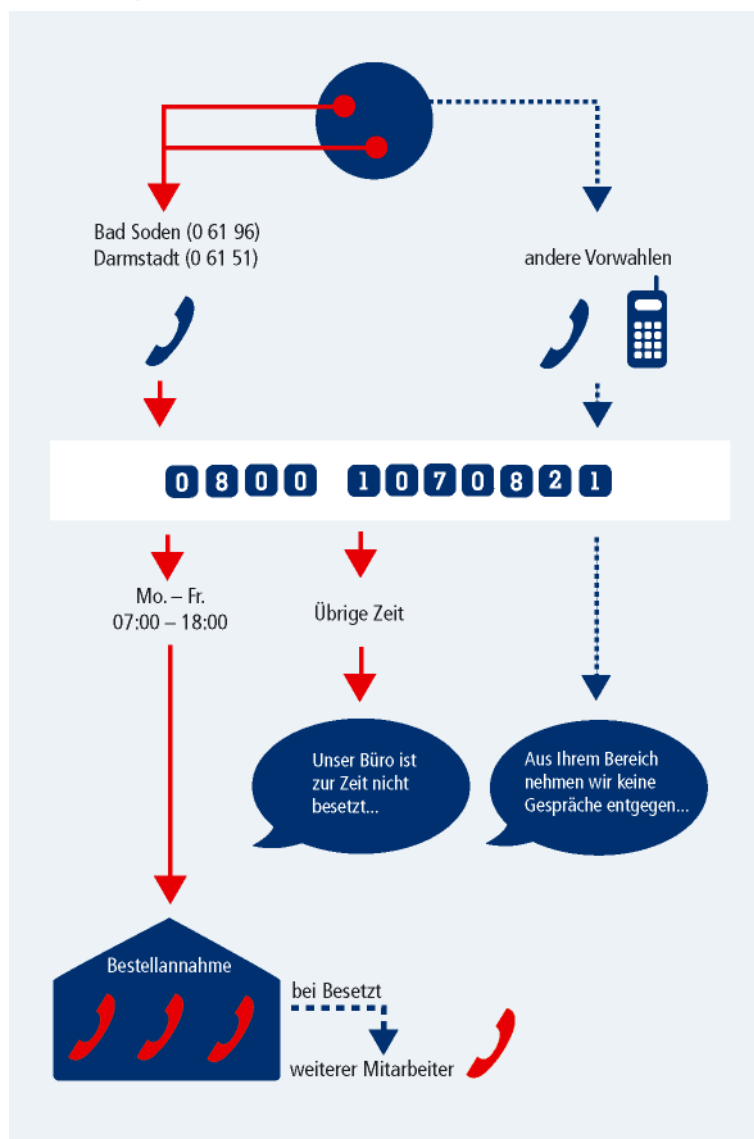 Bad Soden (0 61 96)
Darmstadt (0 61 51)
andere Vorwahlen
0800 1070821
Mo. – Fr.
07:00 – 18:00
Übrige Zeit
Unser Büro ist
zur Zeit nicht
besetzt...
Aus Ihrem Bereich
nehmen wir keine
Gespräche entgegen...
Bestellannahme
bei Besetzt
weiterer Mitarbeiter